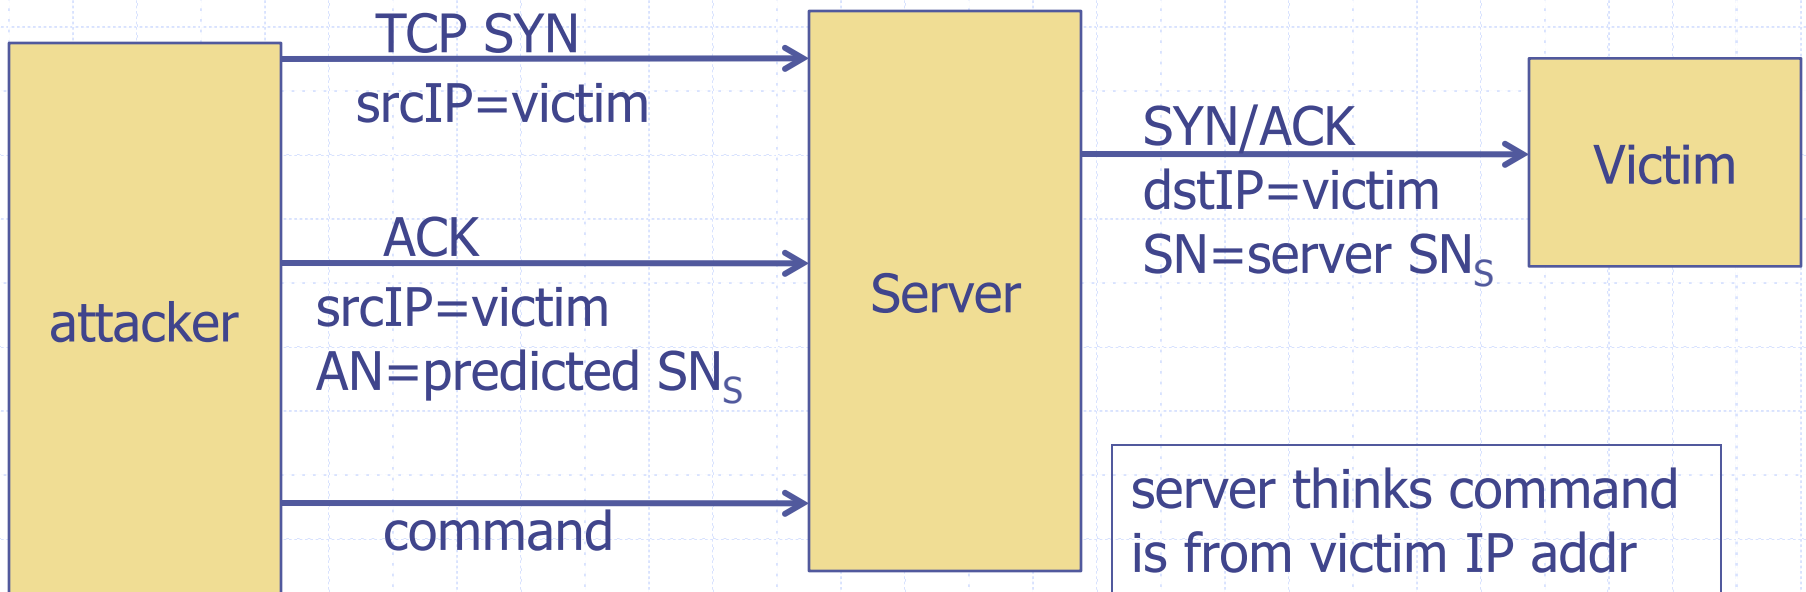 TCP SYN
srcIP=victim
ACK
srcIP=victim
AN=predicted SNS
command
attacker
Server
SYN/ACK
dstIP=victim
SN=server SNS
Victim
server thinks command
is from victim IP addr